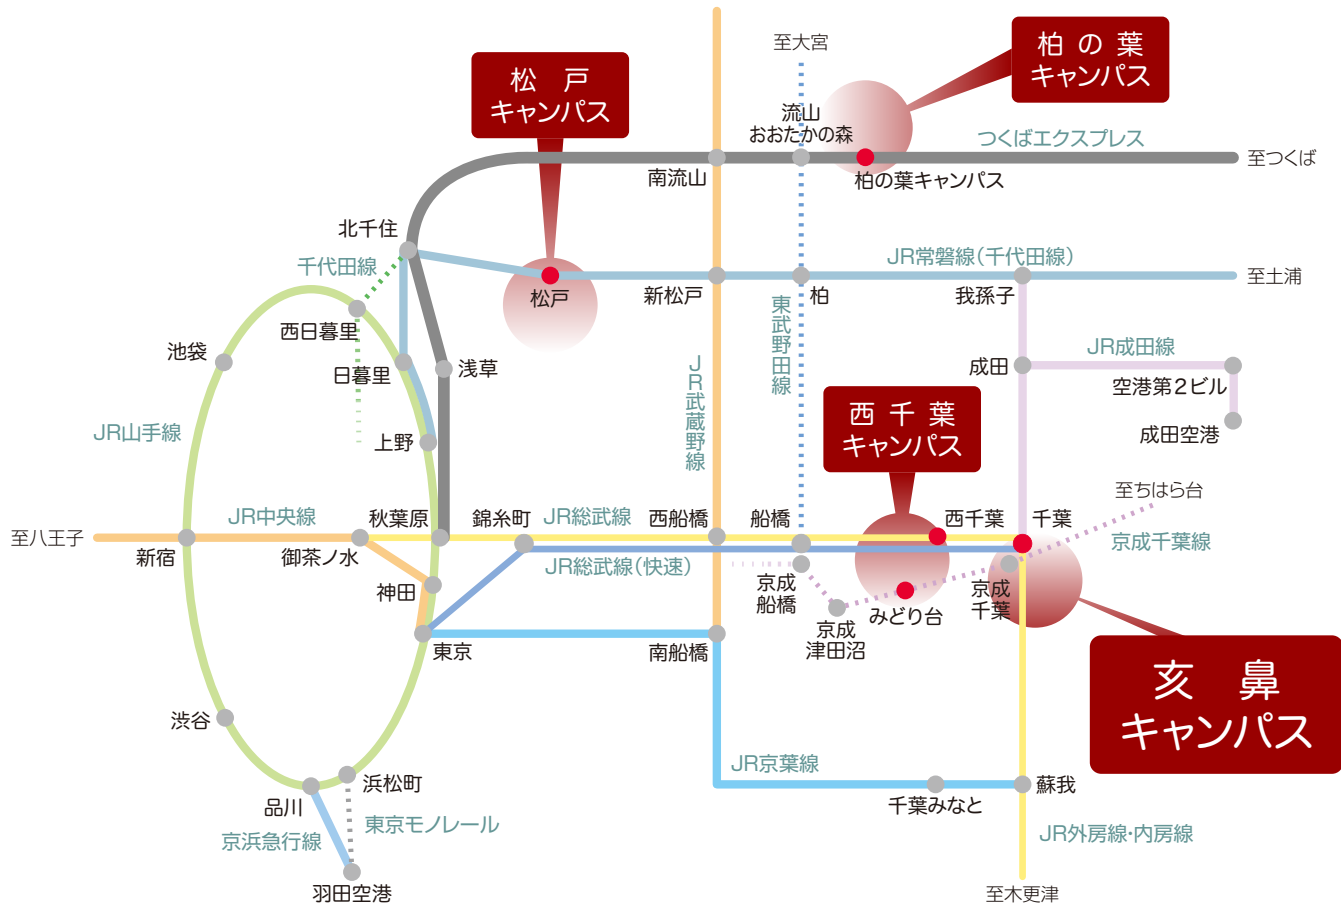 至大宮
柏の葉
キャンパス
松戸
キャンパス
流山
おおたかの森
つくばエクスプレス
南流山
柏の葉キャンパス
至つくば
北千住
千代田線
JR常磐線（千代田線）
松戸
新松戸
柏
我孫子
至土浦
西日暮里
池袋
日暮里
浅草
JR武蔵野線
東武野田線
成田
JR成田線
空港第2ビル
成田空港
西千葉
キャンパス
JR山手線
上野
至ちはら台
至八王子
JR中央線
秋葉原
錦糸町
JR総武線
西船橋
船橋
西千葉
千葉
京成千葉線
新宿
御茶ノ水
JR総武線（快速）
神田
京成
船橋
京成
津田沼
みどり台
京成
千葉
東京
南船橋
亥鼻
キャンパス
渋谷
浜松町
JR京葉線
品川
千葉みなと
蘇我
京浜急行線
東京モノレール
JR外房線・内房線
羽田空港
至木更津